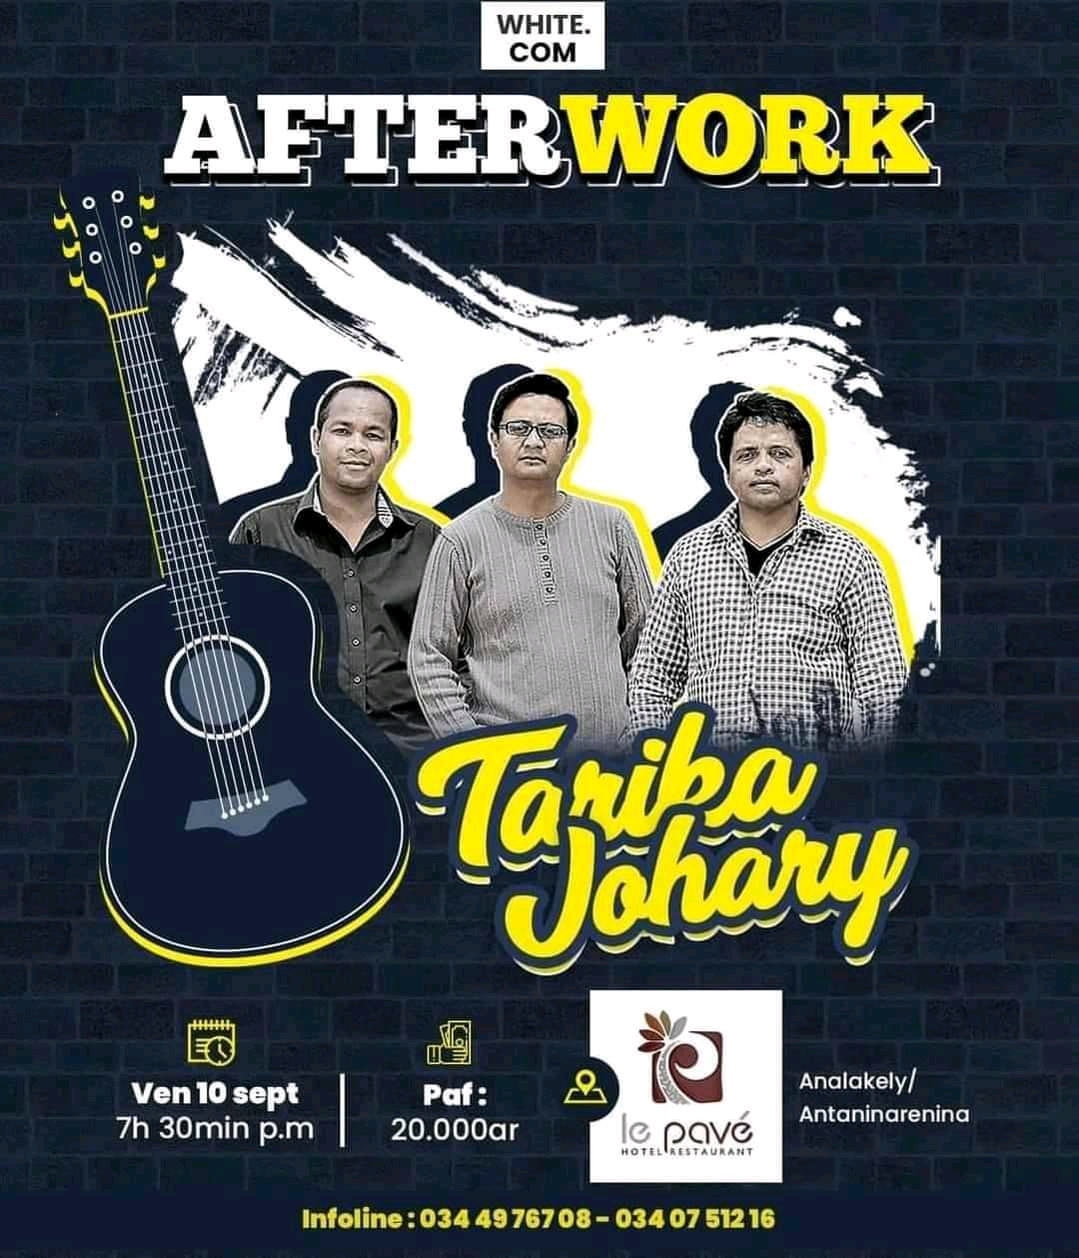 WHITE.
COM
AFTERWORK
Tarika
Johary
Ven 10 sept
7h 30min p.m
Paf :
20.000ar
le pavé
HOTEL RESTAURANT
Analakely/
Antaninarenina
Infoline : 034 49 767 08 - 034 07 512 16